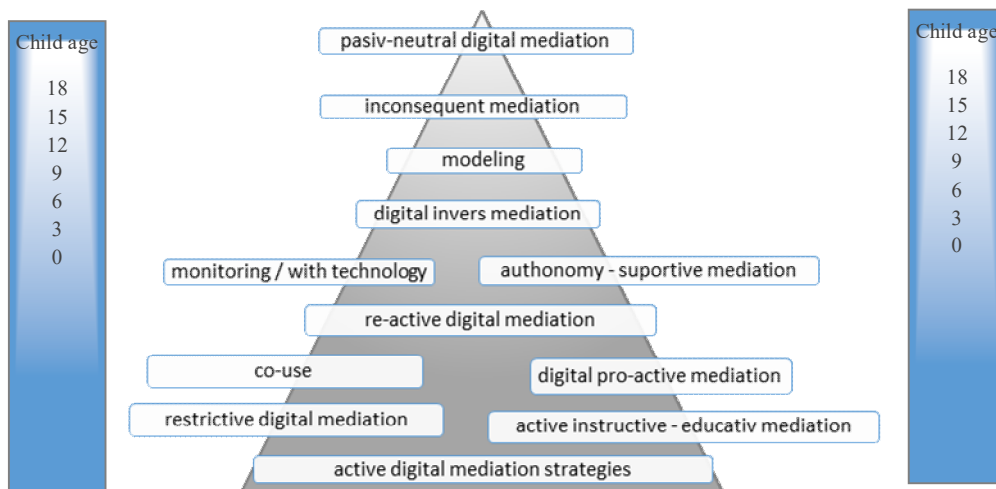 Child age
18
15
12
9
6
3
0
pasiv-neutral digital mediation
inconsequent mediation
modeling
digital invers mediation
monitoring / with technology
authonomy - suportive mediation
re-active digital mediation
co-use
digital pro-active mediation
restrictive digital mediation
active instructive - educativ mediation
active digital mediation strategies
Child age
18
15
12
9
6
3
0